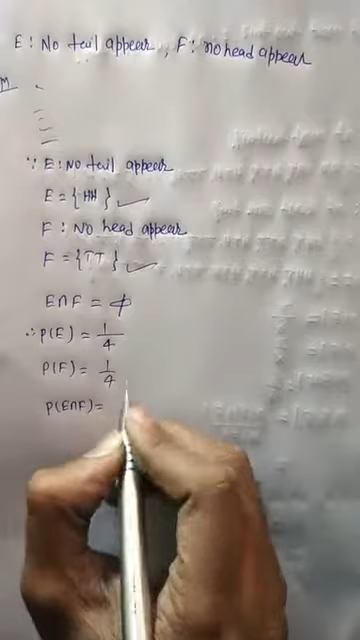 E : No tail appear , F : no head appear
∵ E : No tail appear
E = {HH}
F : No head appear
F = {TT}
E∩F = ϕ
∴ P(E) = 1/4
P(F) = 1/4
P(E∩F) =